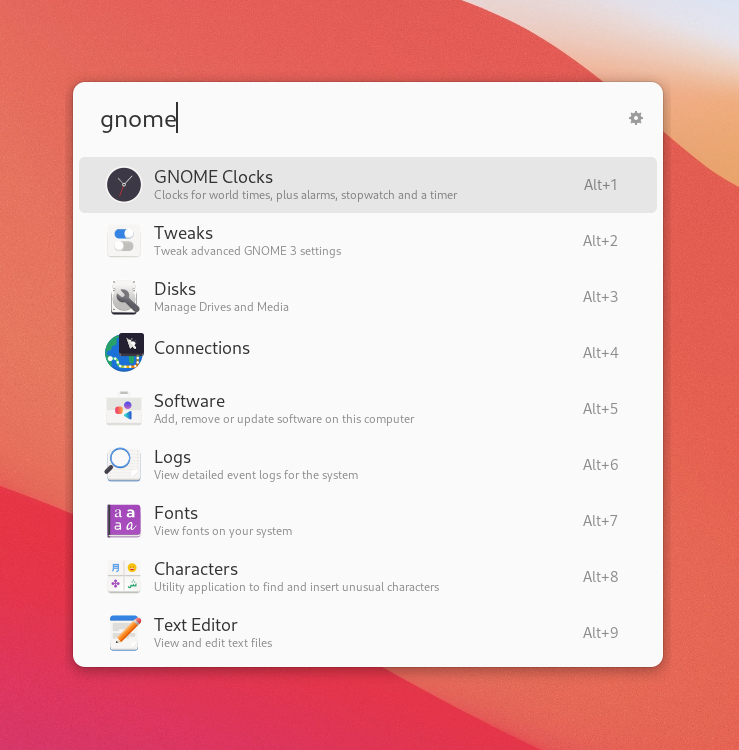 gnome
GNOME Clocks
Clocks for world times, plus alarms, stopwatch and a timer
Alt+1
Tweaks
Tweak advanced GNOME 3 settings
Alt+2
Disks
Manage Drives and Media
Alt+3
Connections
Alt+4
Software
Add, remove or update software on this computer
Alt+5
Logs
View detailed event logs for the system
Alt+6
a a
a a
Fonts
View fonts on your system
Alt+7
月
Characters
Utility application to find and insert unusual characters
Alt+8
Text Editor
View and edit text files
Alt+9